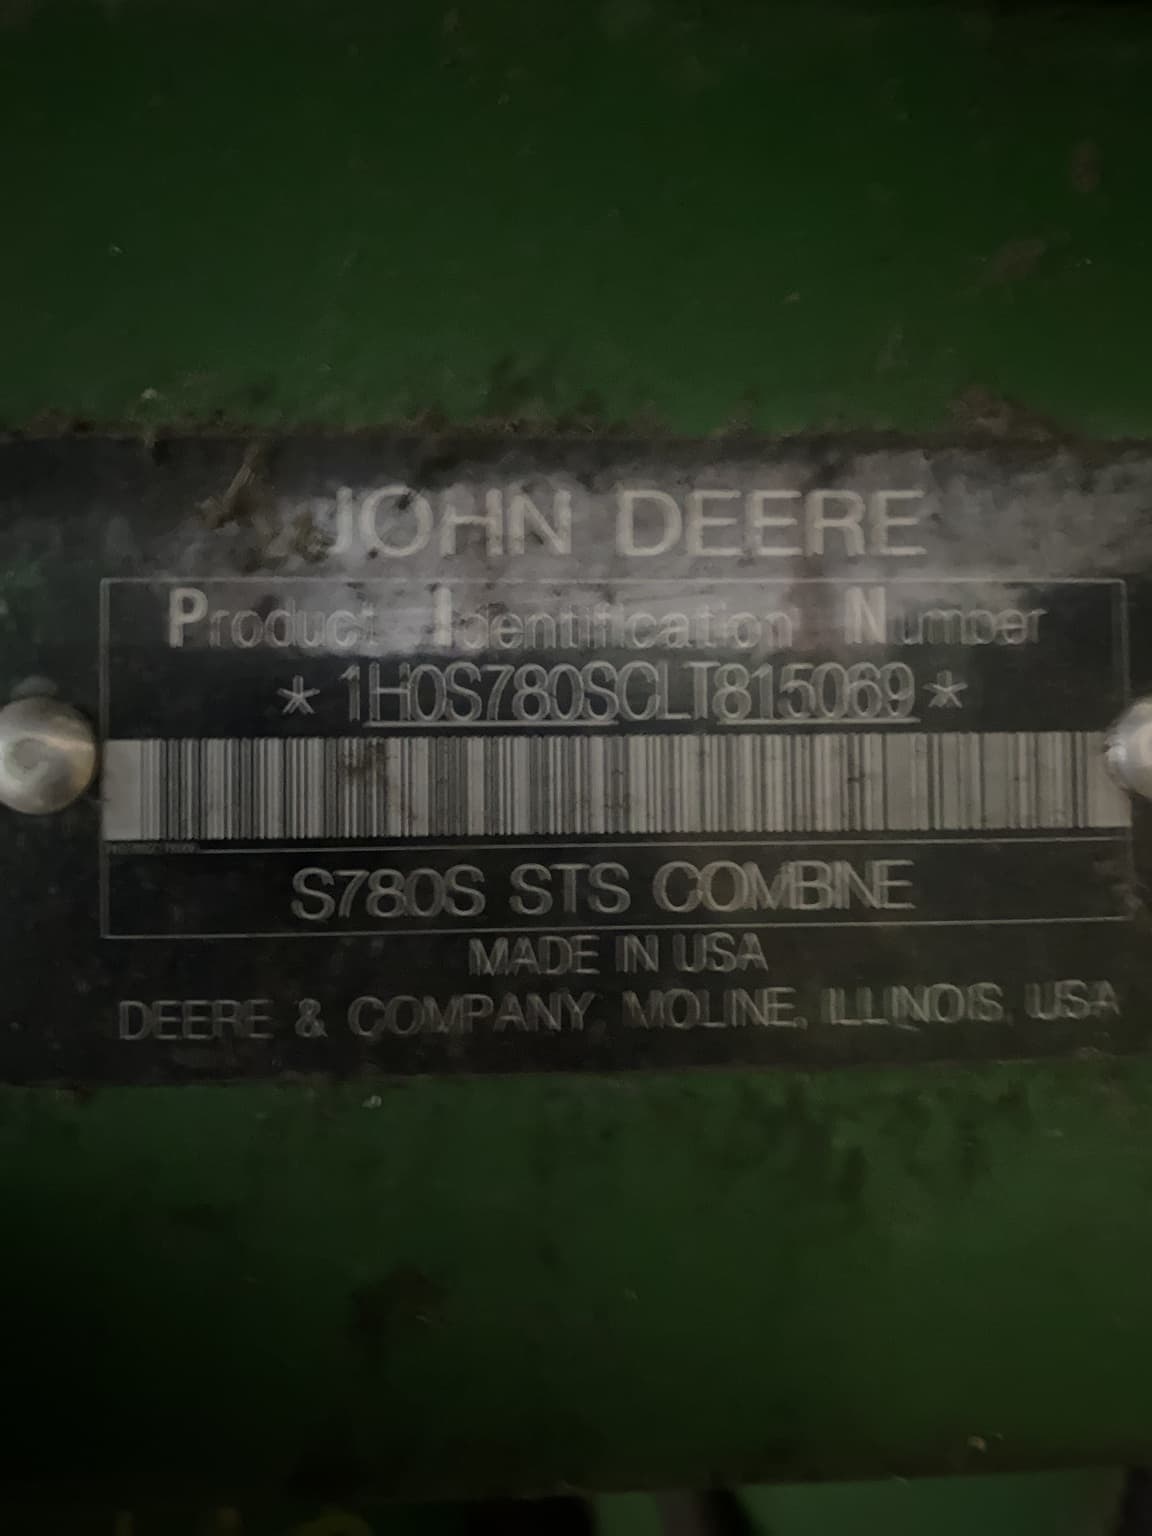 JOHN DEERE
Product Identification Number
*1H0S780SCLT815069*
S780S STS COMBINE
MADE IN USA
DEERE & COMPANY, MOLINE, ILLINOIS, USA